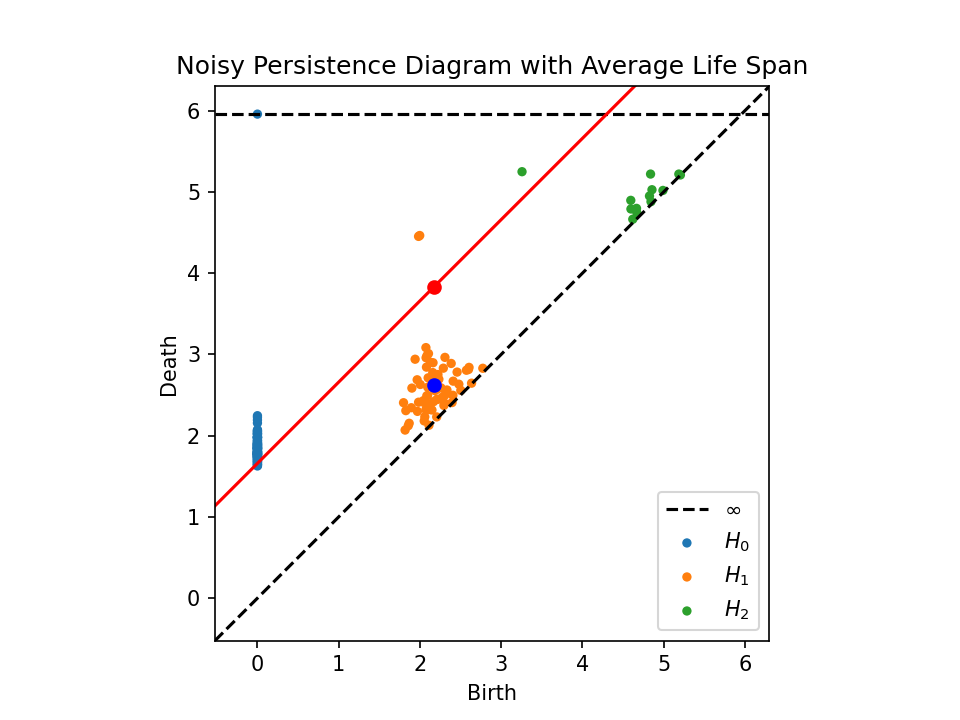 Noisy Persistence Diagram with Average Life Span
6
5
4
3
2
1
0
Death
∞
H₀
H₁
H₂
0 1 2 3 4 5 6
Birth